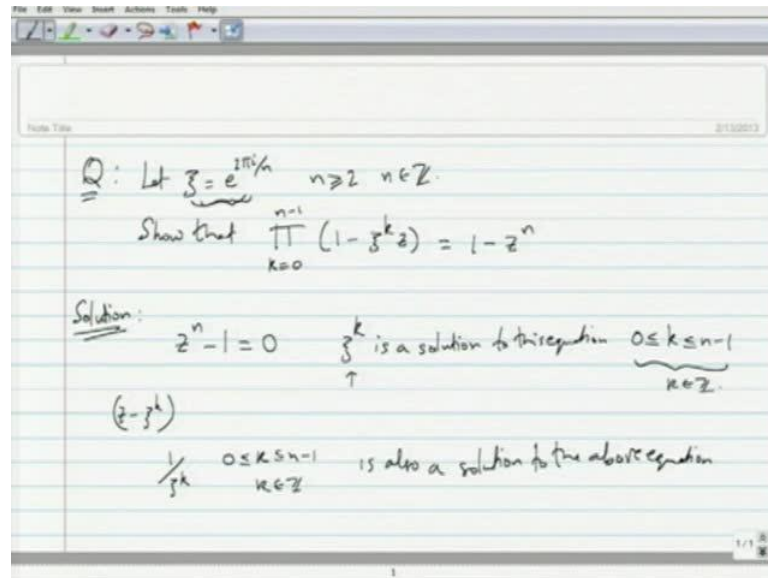 File Edit View Insert Actions Tools Help
Note Title
2/13/2013
Q: Let ξ = e^{2πi/n} n ≥ 2 n ∈ ℤ.
Show that ∏_{k=0}^{n-1} (1 - ξ^k z) = 1 - z^n
Solution:
z^n - 1 = 0 ξ^k is a solution to this equation 0 ≤ k ≤ n-1
↑ k ∈ ℤ.
(z - ξ^k)
1/ξ^k 0 ≤ k ≤ n-1 is also a solution to the above equation
k ∈ ℤ
1/1
1